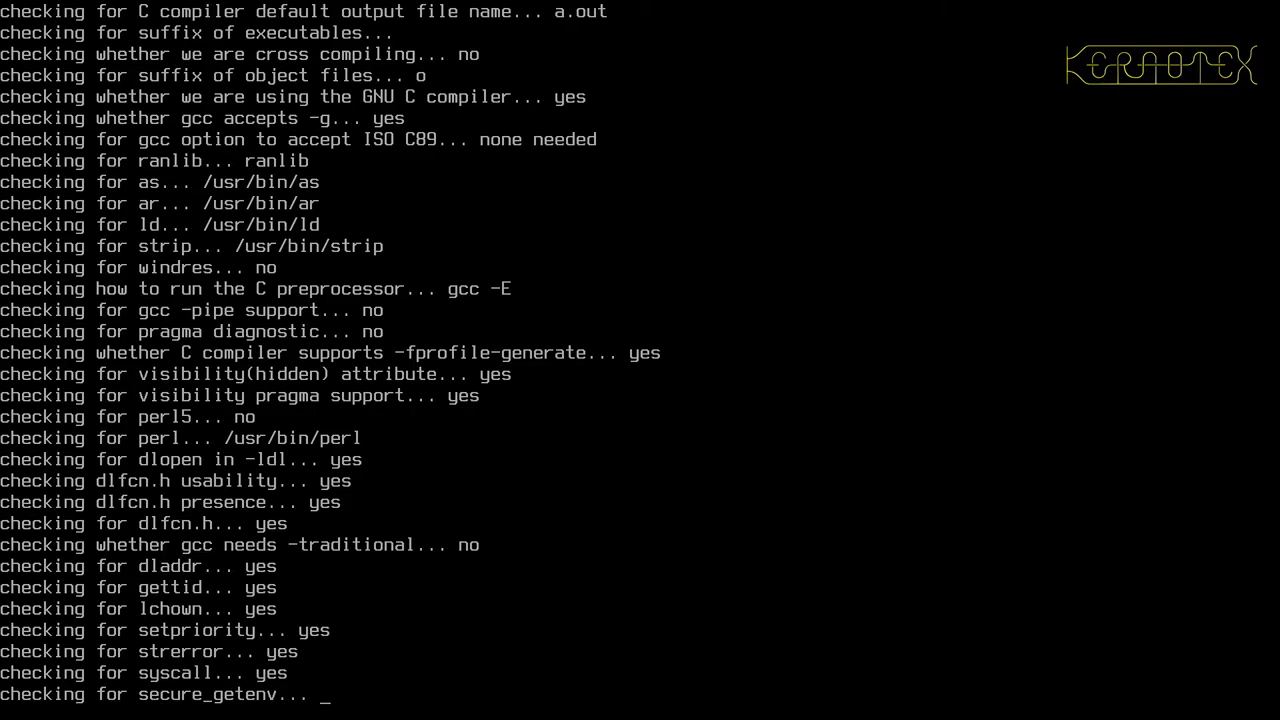 checking for C compiler default output file name... a.out
checking for suffix of executables...
checking whether we are cross compiling... no
checking for suffix of object files... o
checking whether we are using the GNU C compiler... yes
checking whether gcc accepts -g... yes
checking for gcc option to accept ISO C89... none needed
checking for ranlib... ranlib
checking for as... /usr/bin/as
checking for ar... /usr/bin/ar
checking for ld... /usr/bin/ld
checking for strip... /usr/bin/strip
checking for windres... no
checking how to run the C preprocessor... gcc -E
checking for gcc -pipe support... no
checking for pragma diagnostic... no
checking whether C compiler supports -fprofile-generate... yes
checking for visibility(hidden) attribute... yes
checking for visibility pragma support... yes
checking for perl5... no
checking for perl... /usr/bin/perl
checking for dlopen in -ldl... yes
checking dlfcn.h usability... yes
checking dlfcn.h presence... yes
checking for dlfcn.h... yes
checking whether gcc needs -traditional... no
checking for dladdr... yes
checking for gettid... yes
checking for lchown... yes
checking for setpriority... yes
checking for strerror... yes
checking for syscall... yes
checking for secure_getenv... _